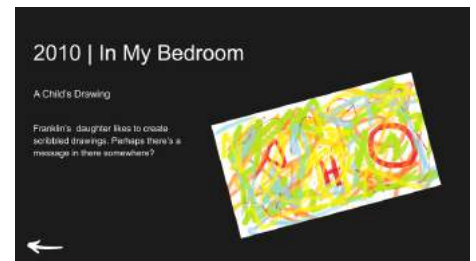 2010 | In My Bedroom
A Child's Drawing
Franklin's daughter likes to create
scribbled drawings. Perhaps there's a
message in there somewhere?
A H O